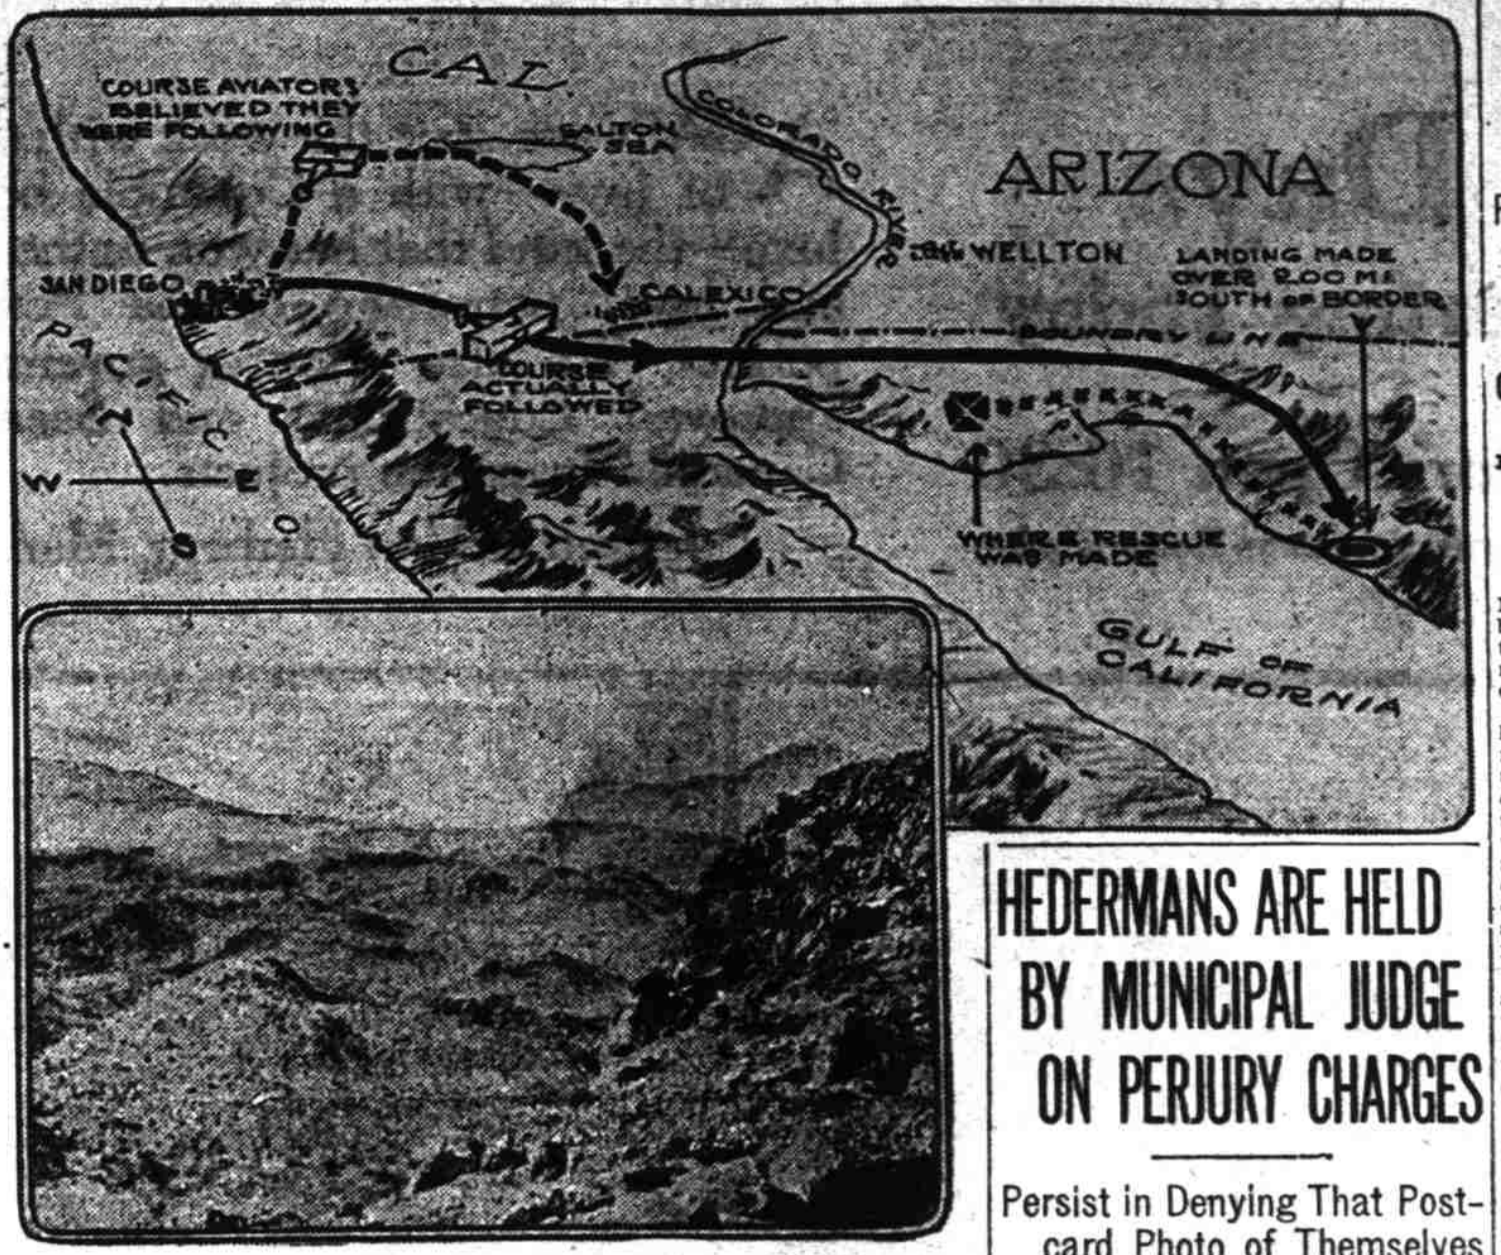 CAL.
COURSE AVIATORS
BELIEVED THEY
WERE FOLLOWING
SALTON
SEA
COLORADO RIVER
ARIZONA
WELLTON
LANDING MADE
OVER 200 MI
SOUTH OF BORDER
SAN DIEGO
CALEXICO
BOUNDRY LINE
PACIFIC
O
COURSE
ACTUALLY
FOLLOWED
N
W E
S
WHERE RESCUE
WAS MADE
GULF OF
CALIFORNIA
HEDERMANS ARE HELD
BY MUNICIPAL JUDGE
ON PERJURY CHARGES
Persist in Denying That Post-
card Photo of Themselves